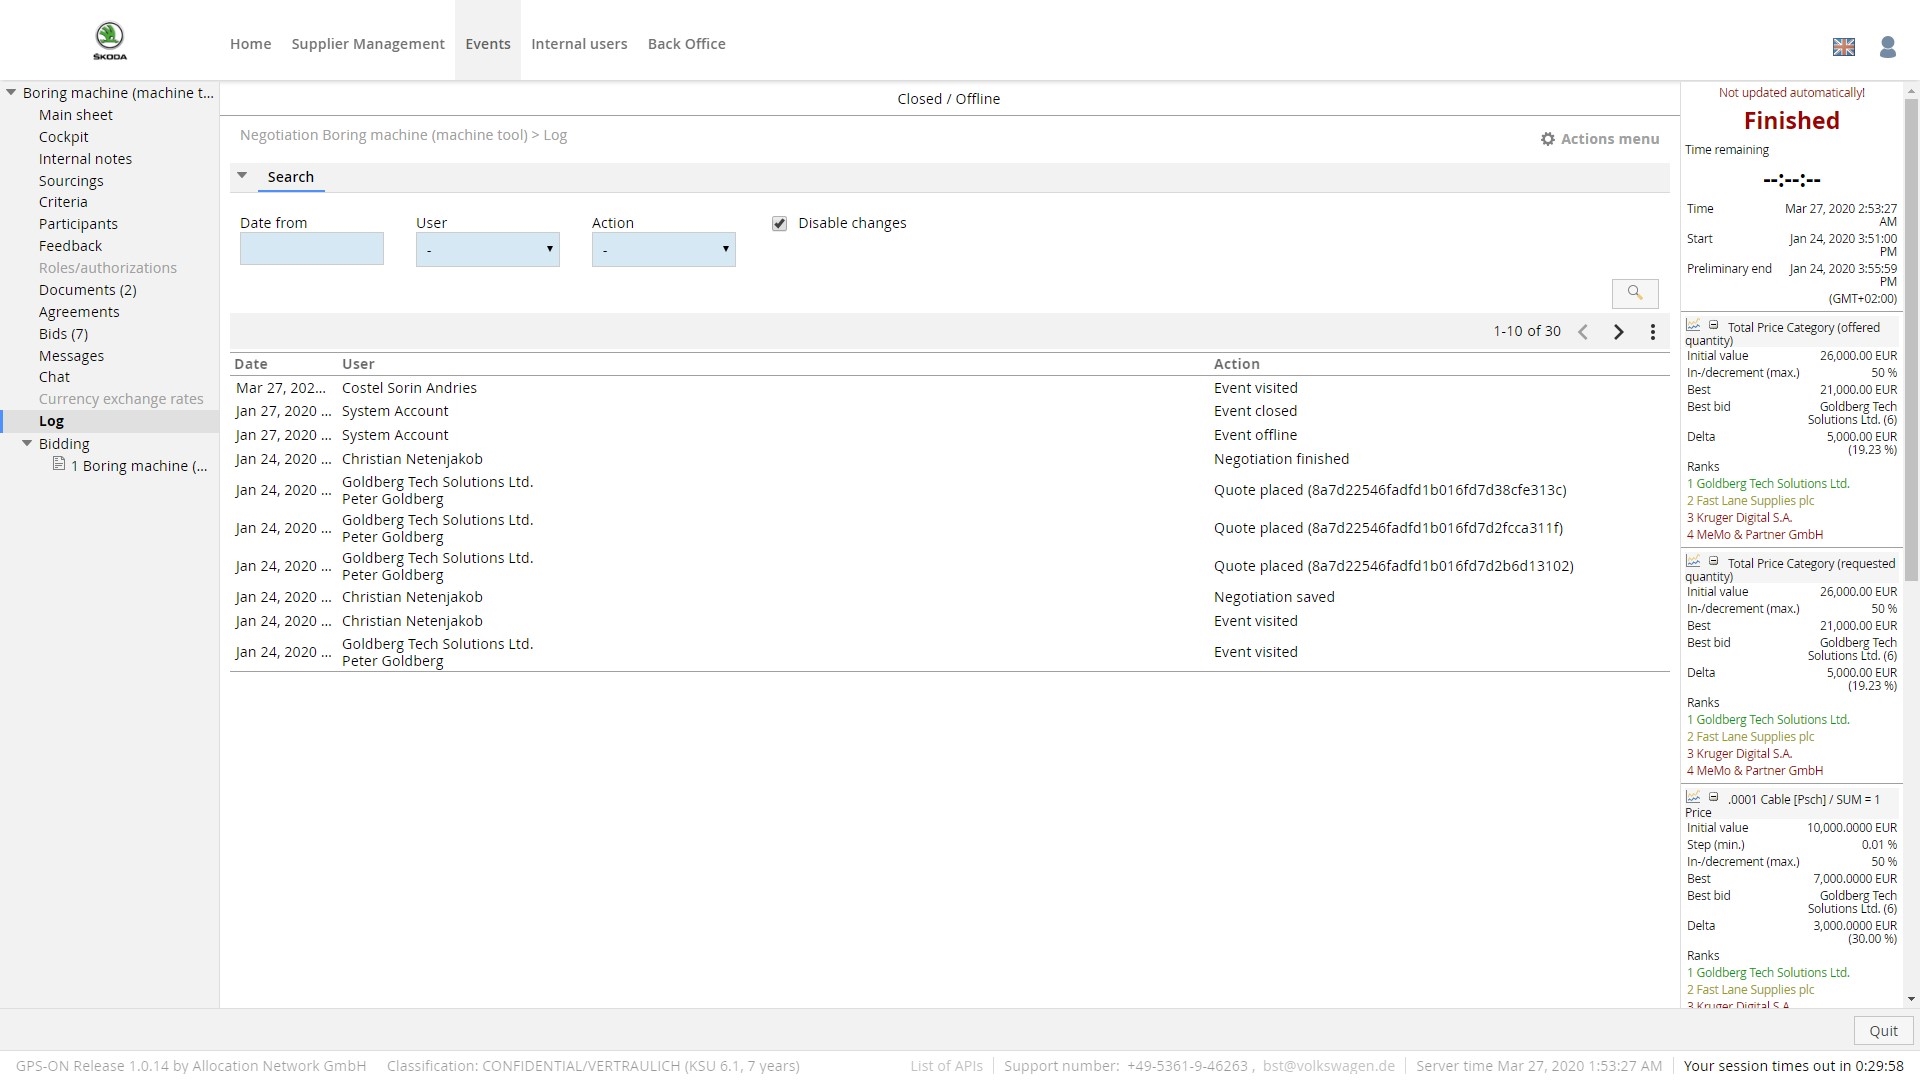 ŠKODA
Home Supplier Management Events Internal users Back Office
Boring machine (machine t...
Main sheet
Cockpit
Internal notes
Sourcings
Criteria
Participants
Feedback
Roles/authorizations
Documents (2)
Agreements
Bids (7)
Messages
Chat
Currency exchange rates
Log
Bidding
1 Boring machine (...
Closed / Offline
Negotiation Boring machine (machine tool) > Log
Actions menu
Search
Date from User Action Disable changes
- -
1-10 of 30
Date User Action
Mar 27, 202... Costel Sorin Andries Event visited
Jan 27, 2020 ... System Account Event closed
Jan 27, 2020 ... System Account Event offline
Jan 24, 2020 ... Christian Netenjakob Negotiation finished
Jan 24, 2020 ... Goldberg Tech Solutions Ltd. Peter Goldberg Quote placed (8a7d22546fadfd1b016fd7d38cfe313c)
Jan 24, 2020 ... Goldberg Tech Solutions Ltd. Peter Goldberg Quote placed (8a7d22546fadfd1b016fd7d2fcca311f)
Jan 24, 2020 ... Goldberg Tech Solutions Ltd. Peter Goldberg Quote placed (8a7d22546fadfd1b016fd7d2b6d13102)
Jan 24, 2020 ... Christian Netenjakob Negotiation saved
Jan 24, 2020 ... Christian Netenjakob Event visited
Jan 24, 2020 ... Goldberg Tech Solutions Ltd. Peter Goldberg Event visited
Not updated automatically!
Finished
Time remaining
--:--:--
Time Mar 27, 2020 2:53:27
AM
Start Jan 24, 2020 3:51:00
PM
Preliminary end Jan 24, 2020 3:55:59
PM
(GMT+02:00)
Total Price Category (offered
quantity)
Initial value 26,000.00 EUR
In-/decrement (max.) 50 %
Best 21,000.00 EUR
Best bid Goldberg Tech
Solutions Ltd. (6)
Delta 5,000.00 EUR
(19.23 %)
Ranks
1 Goldberg Tech Solutions Ltd.
2 Fast Lane Supplies plc
3 Kruger Digital S.A.
4 MeMo & Partner GmbH
Total Price Category (requested
quantity)
Initial value 26,000.00 EUR
In-/decrement (max.) 50 %
Best 21,000.00 EUR
Best bid Goldberg Tech
Solutions Ltd. (6)
Delta 5,000.00 EUR
(19.23 %)
Ranks
1 Goldberg Tech Solutions Ltd.
2 Fast Lane Supplies plc
3 Kruger Digital S.A.
4 MeMo & Partner GmbH
.0001 Cable [Psch] / SUM = 1
Price
Initial value 10,000.0000 EUR
Step (min.) 0.01 %
In-/decrement (max.) 50 %
Best 7,000.0000 EUR
Best bid Goldberg Tech
Solutions Ltd. (6)
Delta 3,000.0000 EUR
(30.00 %)
Ranks
1 Goldberg Tech Solutions Ltd.
2 Fast Lane Supplies plc
3 Kruger Digital S.A.
Quit
GPS-ON Release 1.0.14 by Allocation Network GmbH Classification: CONFIDENTIAL/VERTRAULICH (KSU 6.1, 7 years) List of APIs Support number: +49-5361-9-46263 , bst@volkswagen.de Server time Mar 27, 2020 1:53:27 AM Your session times out in 0:29:58